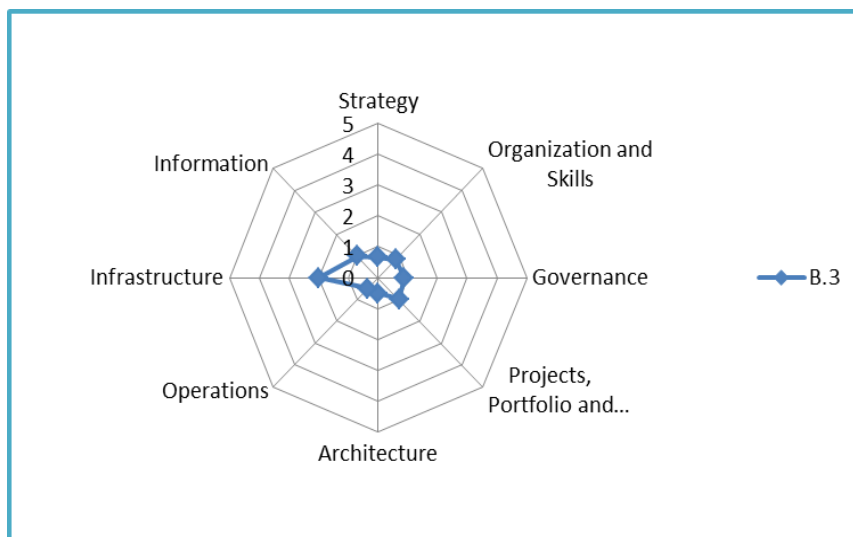 Strategy
5
4
3
2
1
0
Organization and
Skills
Information
Infrastructure
Governance
B.3
Operations
Projects,
Portfolio and...
Architecture